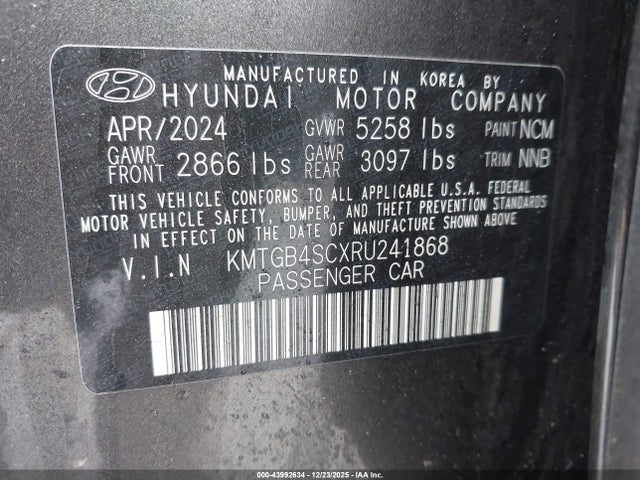 MANUFACTURED IN KOREA BY
HYUNDAI MOTOR COMPANY
APR/2024 GVWR 5258 lbs PAINT NCM
GAWR FRONT 2866 lbs GAWR REAR 3097 lbs TRIM NNB
THIS VEHICLE CONFORMS TO ALL APPLICABLE U.S.A. FEDERAL
MOTOR VEHICLE SAFETY, BUMPER, AND THEFT PREVENTION STANDARDS
IN EFFECT ON THE DATE OF MANUFACTURE SHOWN ABOVE
V.I.N KMTGB4SCXRU241868
PASSENGER CAR
000-43992634 - 12/23/2025 - IAA Corp.